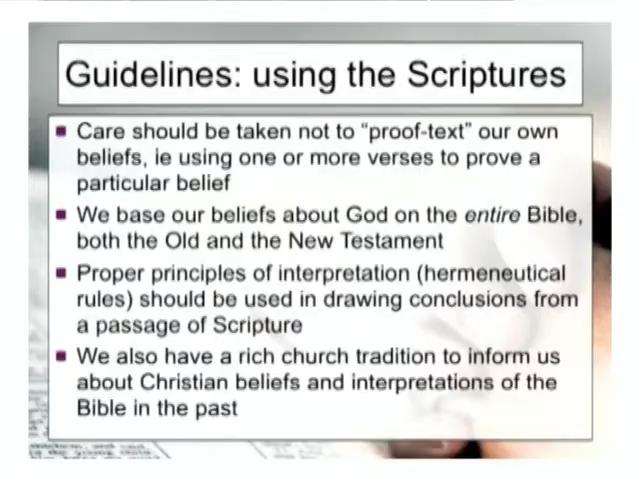 Guidelines: using the Scriptures
▪ Care should be taken not to “proof-text” our own
beliefs, ie using one or more verses to prove a
particular belief
▪ We base our beliefs about God on the entire Bible,
both the Old and the New Testament
▪ Proper principles of interpretation (hermeneutical
rules) should be used in drawing conclusions from
a passage of Scripture
▪ We also have a rich church tradition to inform us
about Christian beliefs and interpretations of the
Bible in the past